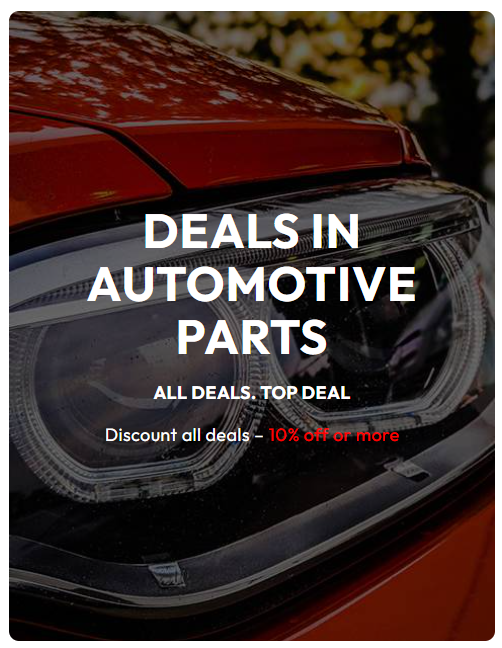 DEALS IN
AUTOMOTIVE
PARTS
ALL DEALS. TOP DEAL
Discount all deals – 10% off or more